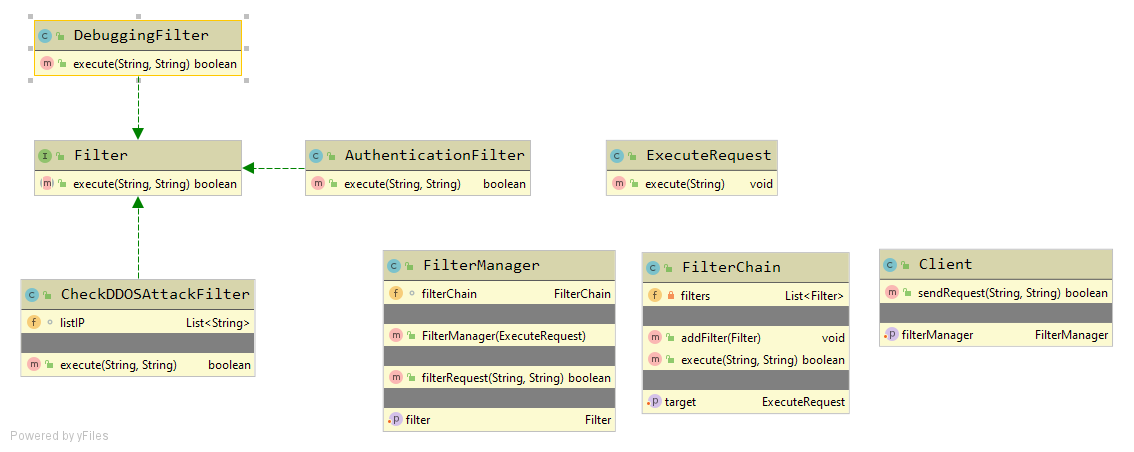 DebuggingFilter
execute(String, String) boolean
Filter
execute(String, String) boolean
AuthenticationFilter
execute(String, String) boolean
ExecuteRequest
execute(String) void
CheckDDOSAttackFilter
listIP List<String>
execute(String, String) boolean
FilterManager
filterChain FilterChain
FilterManager(ExecuteRequest)
filterRequest(String, String) boolean
filter Filter
FilterChain
filters List<Filter>
addFilter(Filter) void
execute(String, String) boolean
target ExecuteRequest
Client
sendRequest(String, String) boolean
filterManager FilterManager
Powered by yFiles